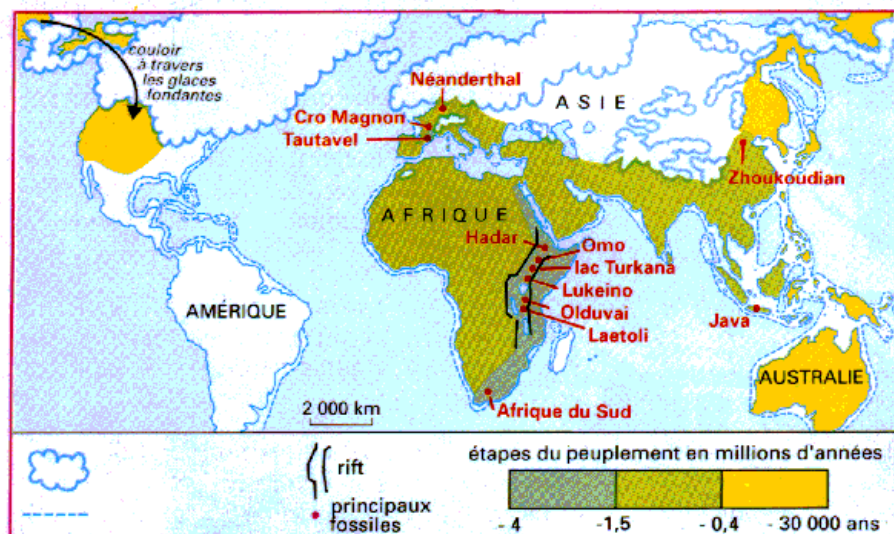 couloir
à travers
les glaces
fondantes
Néanderthal
ASIE
Cro Magnon
Tautavel
Zhoukoudian
AFRIQUE
Hadar
Omo
lac Turkana
Lukeino
Olduvai
Laetoli
AMÉRIQUE
Java
AUSTRALIE
2 000 km
Afrique du Sud
rift
principaux
fossiles
étapes du peuplement en millions d'années
- 4 -1,5 - 0,4 - 30 000 ans